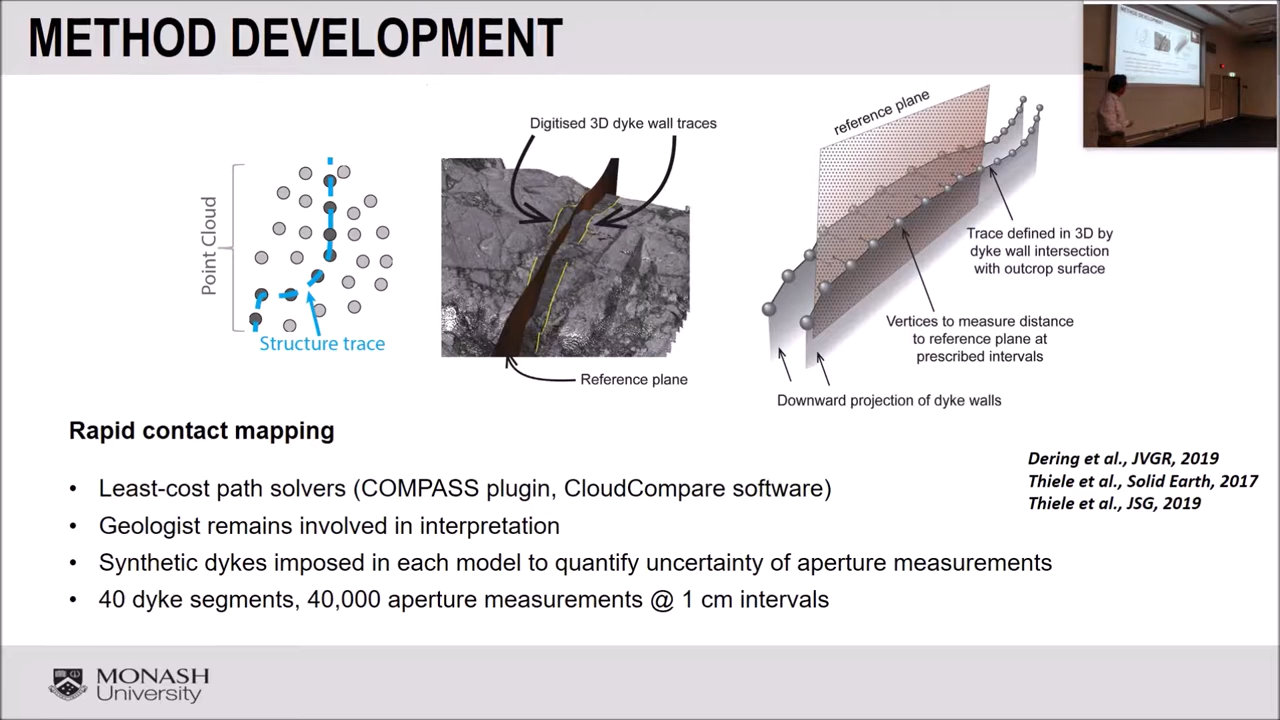 METHOD DEVELOPMENT
Point Cloud
Structure trace
Digitised 3D dyke wall traces
Reference plane
reference plane
Trace defined in 3D by
dyke wall intersection
with outcrop surface
Vertices to measure distance
to reference plane at
prescribed intervals
Downward projection of dyke walls
Rapid contact mapping
• Least-cost path solvers (COMPASS plugin, CloudCompare software)
• Geologist remains involved in interpretation
• Synthetic dykes imposed in each model to quantify uncertainty of aperture measurements
• 40 dyke segments, 40,000 aperture measurements @ 1 cm intervals
Dering et al., JVGR, 2019
Thiele et al., Solid Earth, 2017
Thiele et al., JSG, 2019
MONASH
University
METHOD DEVELOPMENT